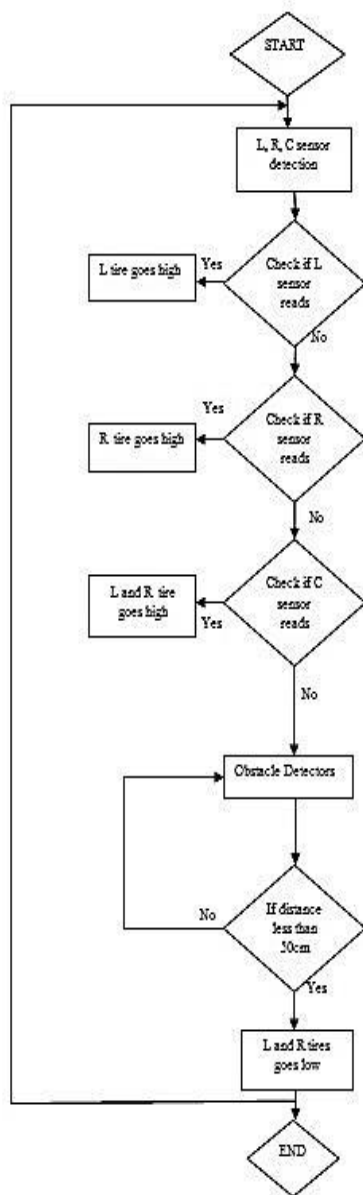 START
L, R, C sensor
detection
Check if L
sensor
reads
Yes
L tire goes high
No
Check if R
sensor
reads
Yes
R tire goes high
No
Check if C
sensor
reads
Yes
L and R tire
goes high
No
Obstacle Detectors
If distance
less than
50cm
No
Yes
L and R tires
goes low
END